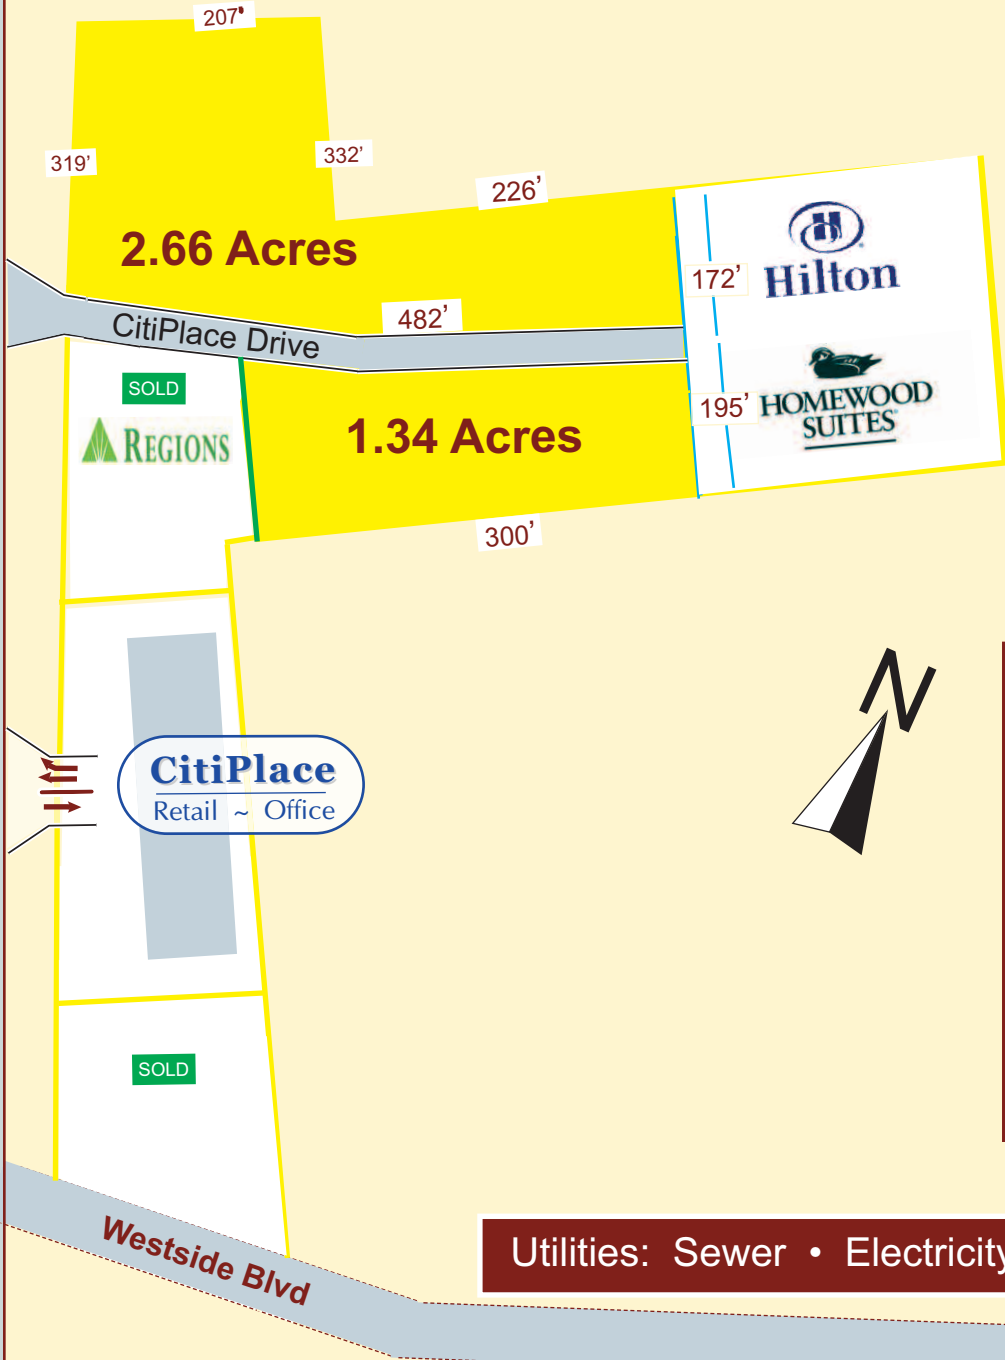 207'
319’
332’
226’
2.66 Acres
Hilton
172’
482’
CitiPlace Drive
SOLD
REGIONS
1.34 Acres
195’
HOMEWOOD
SUITES
300’
N
CitiPlace
Retail ~ Office
SOLD
Westside Blvd
Utilities: Sewer • Electricity